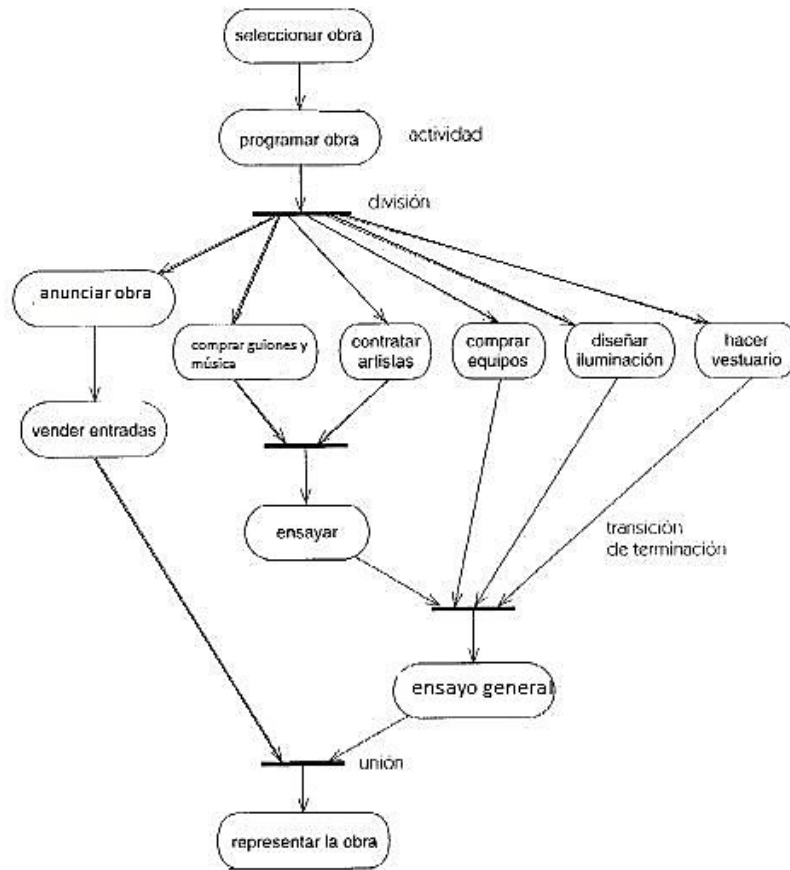 seleccionar obra
programar obra
actividad
división
anunciar obra
comprar guiones y
música
contratar
artistas
comprar
equipos
diseñar
iluminación
hacer
vestuario
vender entradas
ensayar
transición
de terminación
ensayo general
unión
representar la obra